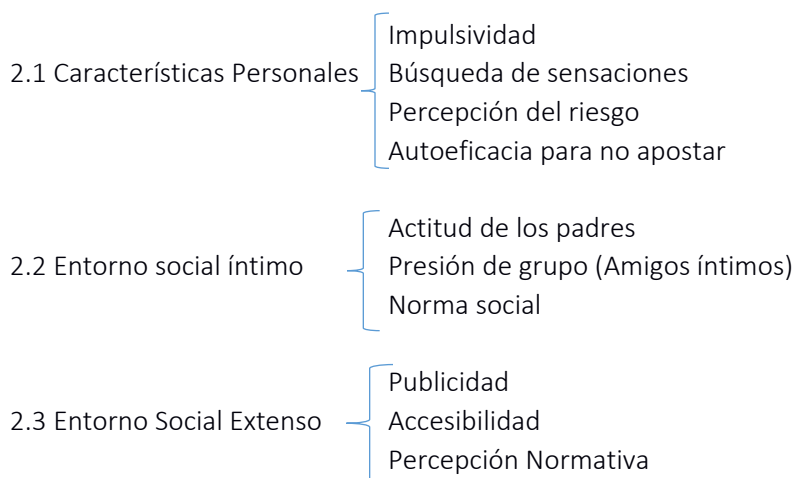 Impulsividad
2.1 Características Personales
Búsqueda de sensaciones
Percepción del riesgo
Autoeficacia para no apostar
Actitud de los padres
2.2 Entorno social íntimo
Presión de grupo (Amigos íntimos)
Norma social
Publicidad
2.3 Entorno Social Extenso
Accesibilidad
Percepción Normativa